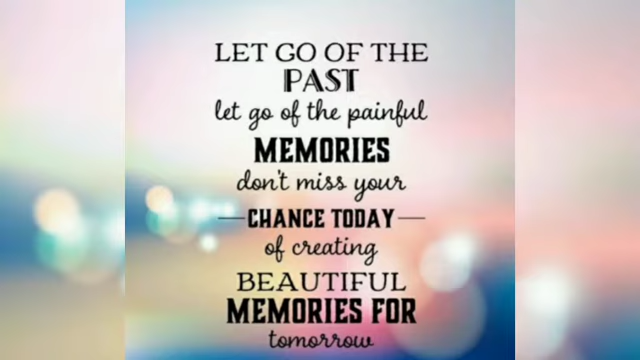 LET GO OF THE
PAST
let go of the painful
MEMORIES
don't miss your
CHANCE TODAY
of creating
BEAUTIFUL
MEMORIES FOR
tomorrow